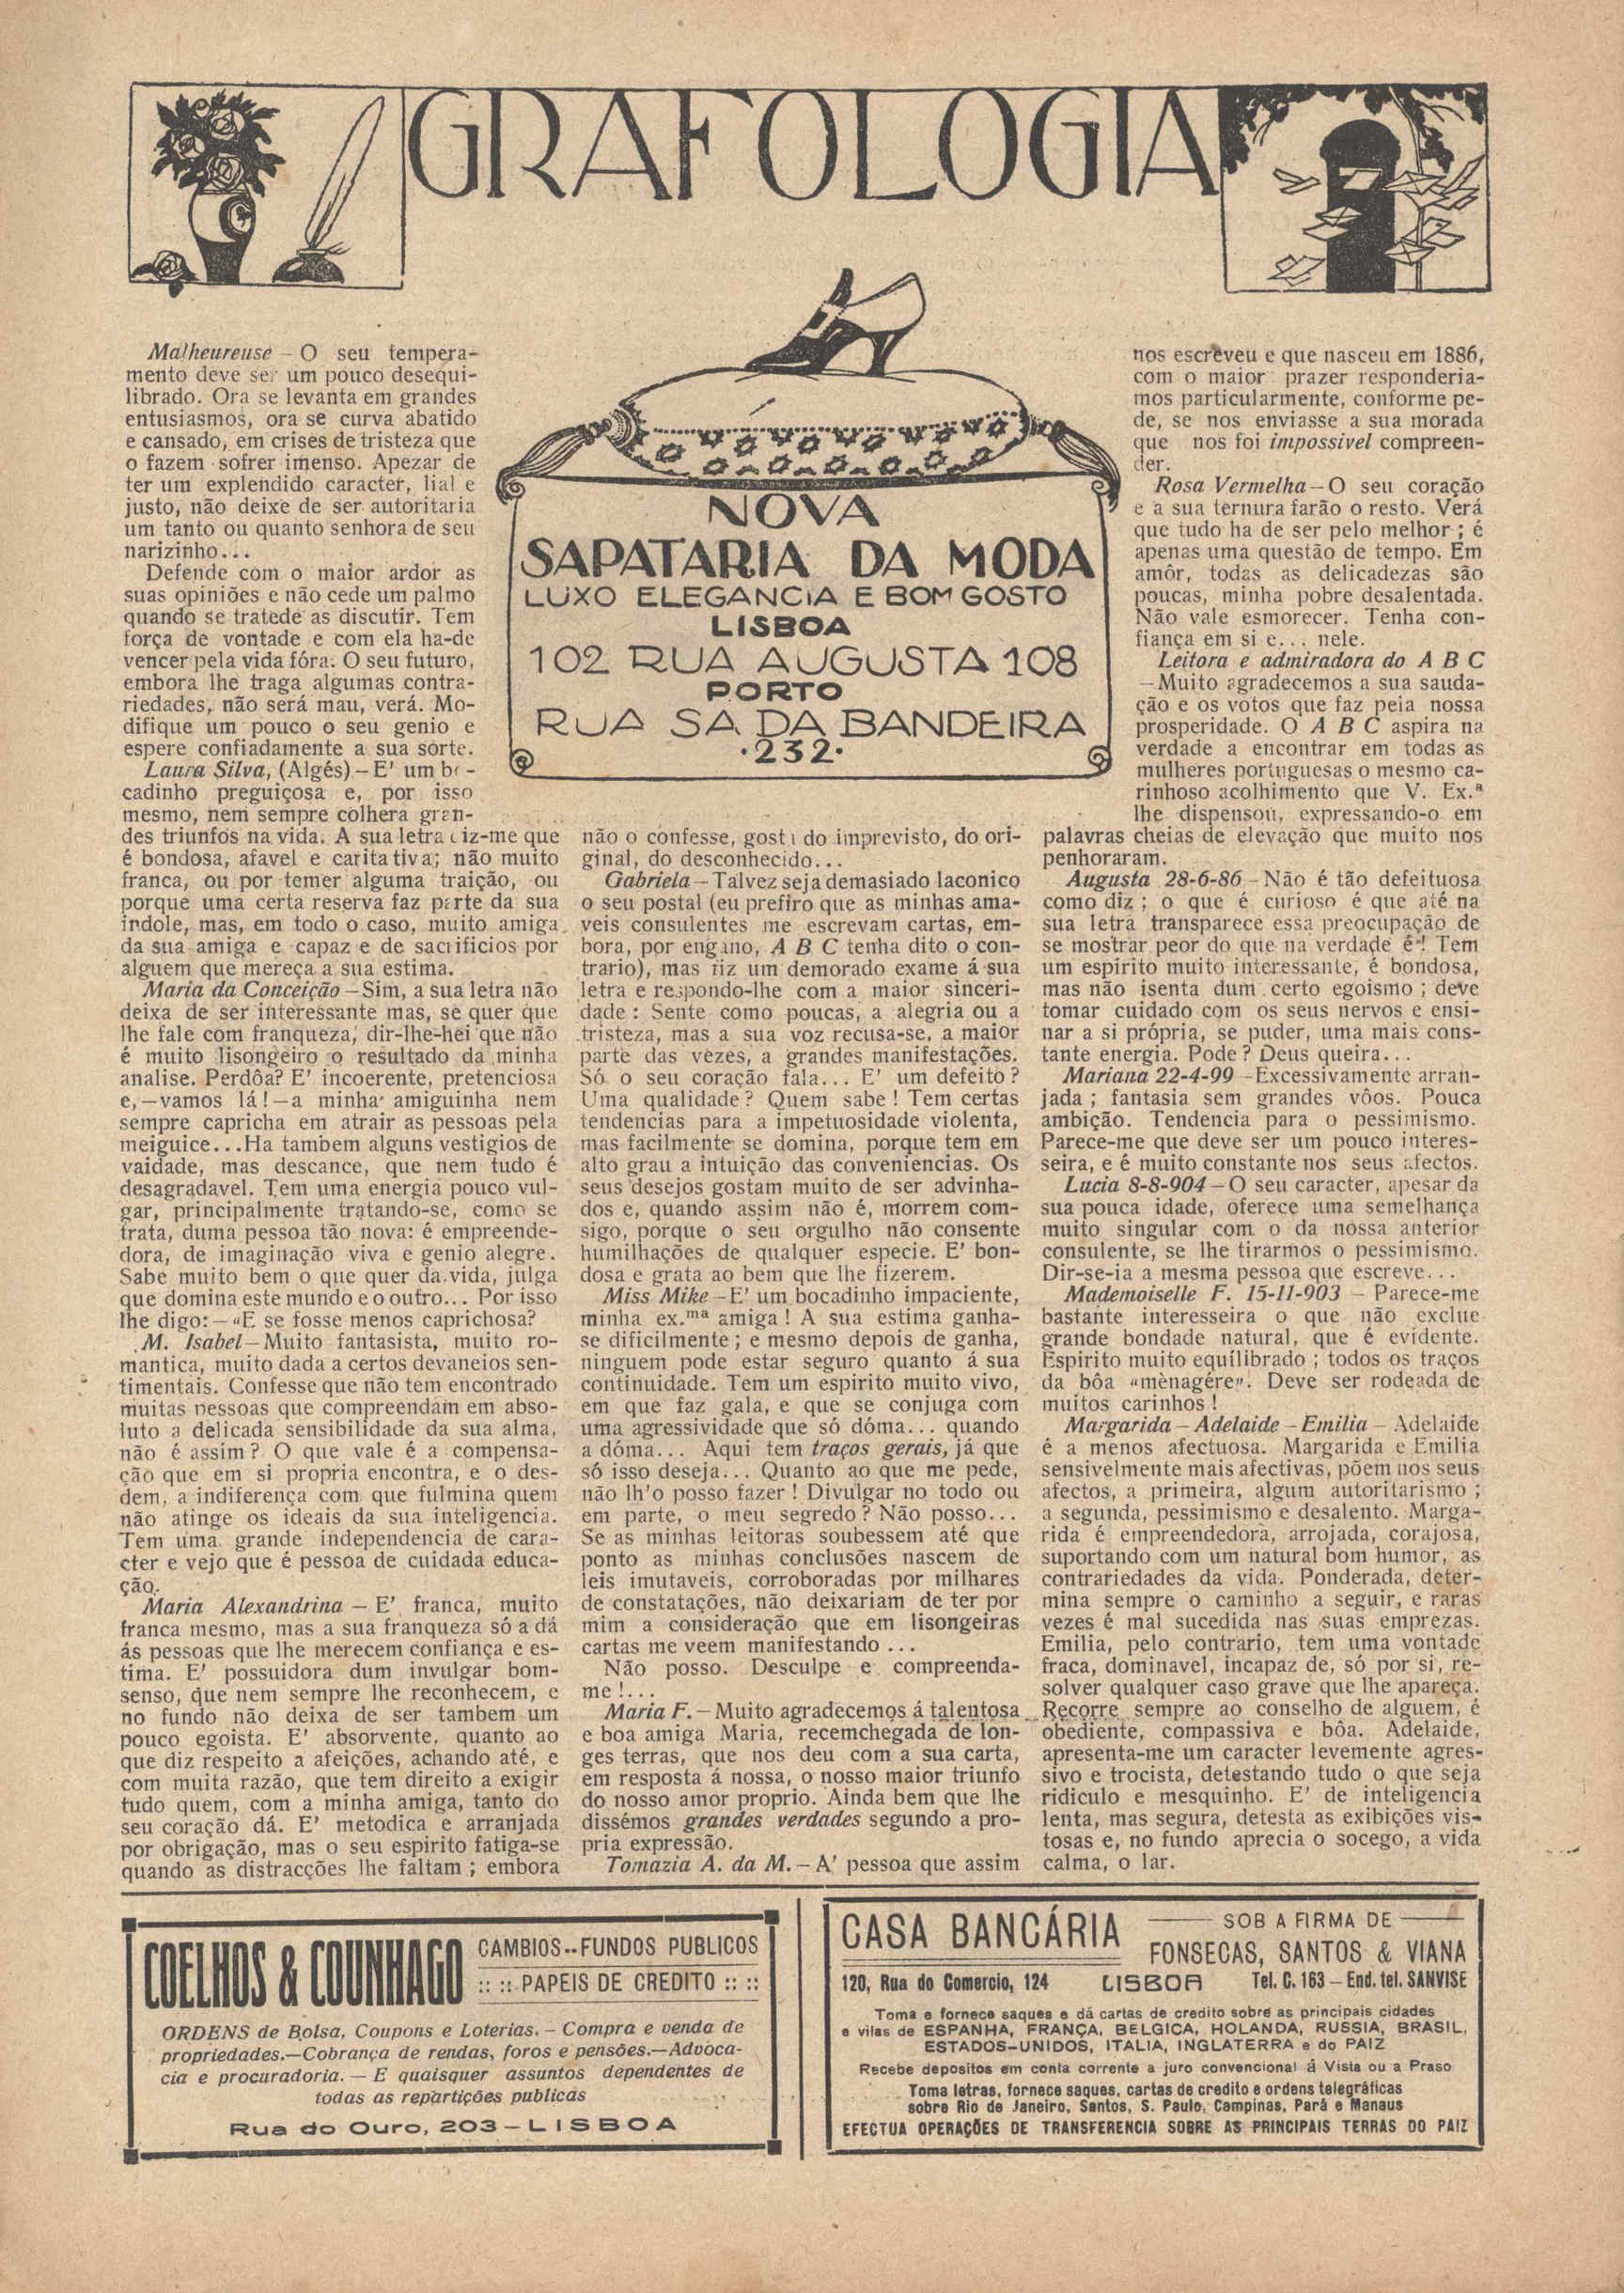 GRAFOLOGIA
Malheureuse – O seu tempera-
mento deve ser um pouco desequi-
librado. Ora se levanta em grandes
entusiasmos, ora se curva abatido
e cansado, em crises de tristeza que
o fazem sofrer imenso. Apezar de
ter um explendido caracter, lial e
justo, não deixe de ser autoritaria
um tanto ou quanto senhora de seu
narizinho...
Defende com o maior ardor as
suas opiniões e não cede um palmo
quando se tratede as discutir. Tem
força de vontade e com ela ha-de
vencer pela vida fóra. O seu futuro,
embora lhe traga algumas contra-
riedades, não será mau, verá. Mo-
difique um pouco o seu genio e
espere confiadamente a sua sorte.
Laura Silva, (Algés) – E' um bo-
cadinho preguiçosa e, por isso
mesmo, nem sempre colhera gran-
des triunfos na vida. A sua letra diz-me que
é bondosa, afavel e caritativa; não muito
franca, ou por temer alguma traição, ou
porque uma certa reserva faz parte da sua
indole, mas, em todo o caso, muito amiga
da sua amiga e capaz e de sacrificios por
alguem que mereça a sua estima.
Maria da Conceição – Sim, a sua letra não
deixa de ser interessante mas, se quer que
lhe fale com franqueza, dir-lhe-hei que não
é muito lisongeiro o resultado da minha
analise. Perdôa? E' incoerente, pretenciosa
e, – vamos lá! – a minha amiguinha nem
sempre capricha em atrair as pessoas pela
meiguice... Ha tambem alguns vestigios de
vaidade, mas descance, que nem tudo é
desagradavel. Tem uma energia pouco vul-
gar, principalmente tratando-se, como se
trata, duma pessoa tão nova: é empreende-
dora, de imaginação viva e genio alegre.
Sabe muito bem o que quer da vida, julga
que domina este mundo e o outro... Por isso
lhe digo: – «E se fosse menos caprichosa?
M. Isabel – Muito fantasista, muito ro-
mantica, muito dada a certos devaneios sen-
timentais. Confesse que não tem encontrado
muitas pessoas que compreendam em abso-
luto a delicada sensibilidade da sua alma,
não é assim? O que vale é a compensa-
ção que em si propria encontra, e o des-
dem, a indiferença com que fulmina quem
não atinge os ideais da sua inteligencia.
Tem uma grande independencia de cara-
cter e vejo que é pessoa de cuidada educa-
ção.
Maria Alexandrina – E' franca, muito
franca mesmo, mas a sua franqueza só a dá
ás pessoas que lhe merecem confiança e es-
tima. E' possuidora dum invulgar bom-
senso, que nem sempre lhe reconhecem, e
no fundo não deixa de ser tambem um
pouco egoista. E' absorvente, quanto ao
que diz respeito a afeições, achando até, e
com muita razão, que tem direito a exigir
tudo quem, com a minha amiga, tanto do
seu coração dá. E' metodica e arranjada
por obrigação, mas o seu espirito fatiga-se
quando as distracções lhe faltam; embora
NOVA
SAPATARIA DA MODA
LUXO ELEGANCIA E BOM GOSTO
LISBOA
102 RUA AUGUSTA 108
PORTO
RUA SA DA BANDEIRA
·232·
não o confesse, gosta do imprevisto, do ori-
ginal, do desconhecido...
Gabriela – Talvez seja demasiado laconico
o seu postal (eu prefiro que as minhas ama-
veis consulentes me escrevam cartas, em-
bora, por engano, A B C tenha dito o con-
trario), mas fiz um demorado exame á sua
letra e respondo-lhe com a maior sinceri-
dade: Sente como poucas, a alegria ou a
tristeza, mas a sua voz recusa-se, a maior
parte das vezes, a grandes manifestações.
Só o seu coração fala... E' um defeito?
Uma qualidade? Quem sabe! Tem certas
tendencias para a impetuosidade violenta,
mas facilmente se domina, porque tem em
alto grau a intuição das conveniencias. Os
seus desejos gostam muito de ser advinha-
dos e, quando assim não é, morrem com-
sigo, porque o seu orgulho não consente
humilhações de qualquer especie. E' bon-
dosa e grata ao bem que lhe fizerem.
Miss Mike – E' um bocadinho impaciente,
minha ex.ma amiga! A sua estima ganha-
se dificilmente; e mesmo depois de ganha,
ninguem pode estar seguro quanto á sua
continuidade. Tem um espirito muito vivo,
em que faz gala, e que se conjuga com
uma agressividade que só dóma... quando
a dóma... Aqui tem traços gerais, já que
só isso deseja... Quanto ao que me pede,
não lh'o posso fazer! Divulgar no todo ou
em parte, o meu segredo? Não posso...
Se as minhas leitoras soubessem até que
ponto as minhas conclusões nascem de
leis imutaveis, corroboradas por milhares
de constatações, não deixariam de ter por
mim a consideração que em lisongeiras
cartas me veem manifestando ...
Não posso. Desculpe e compreenda-
me!...
Maria F. – Muito agradecemos á talentosa
e boa amiga Maria, recemchegada de lon-
ges terras, que nos deu com a sua carta,
em resposta á nossa, o nosso maior triunfo
do nosso amor proprio. Ainda bem que lhe
dissémos grandes verdades segundo a pro-
pria expressão.
Tomazia A. da M. – A' pessoa que assim
nos escreveu e que nasceu em 1886,
com o maior prazer responderia-
mos particularmente, conforme pe-
de, se nos enviasse a sua morada
que nos foi impossivel compreen-
der.
Rosa Vermelha – O seu coração
e a sua ternura farão o resto. Verá
que tudo ha de ser pelo melhor; é
apenas uma questão de tempo. Em
amôr, todas as delicadezas são
poucas, minha pobre desalentada.
Não vale esmorecer. Tenha con-
fiança em si e... nele.
Leitora e admiradora do A B C
– Muito agradecemos a sua sauda-
ção e os votos que faz pela nossa
prosperidade. O A B C aspira na
verdade a encontrar em todas as
mulheres portuguesas o mesmo ca-
rinhoso acolhimento que V. Ex.ª
lhe dispensou, expressando-o em
palavras cheias de elevação que muito nos
penhoraram.
Augusta 28-6-86 – Não é tão defeituosa
como diz; o que é curioso é que até na
sua letra transparece essa preocupação de
se mostrar peor do que na verdade é! Tem
um espirito muito interessante, é bondosa,
mas não isenta dum certo egoismo; deve
tomar cuidado com os seus nervos e ensi-
nar a si própria, se puder, uma mais cons-
tante energia. Pode? Deus queira...
Mariana 22-4-99 – Excessivamente arran-
jada; fantasia sem grandes vôos. Pouca
ambição. Tendencia para o pessimismo.
Parece-me que deve ser um pouco interes-
seira, e é muito constante nos seus afectos.
Lucia 8-8-904 – O seu caracter, apesar da
sua pouca idade, oferece uma semelhança
muito singular com o da nossa anterior
consulente, se lhe tirarmos o pessimismo.
Dir-se-ia a mesma pessoa que escreve...
Mademoiselle F. 15-11-903 – Parece-me
bastante interesseira o que não exclue
grande bondade natural, que é evidente.
Espirito muito equílibrado; todos os traços
da bôa «mènagére». Deve ser rodeada de
muitos carinhos!
Margarida – Adelaide – Emilia – Adelaide
é a menos afectuosa. Margarida e Emilia
sensivelmente mais afectivas, põem nos seus
afectos, a primeira, algum autoritarismo;
a segunda, pessimismo e desalento. Marga-
rida é empreendedora, arrojada, corajosa,
suportando com um natural bom humor, as
contrariedades da vida. Ponderada, deter-
mina sempre o caminho a seguir, e raras
vezes é mal sucedida nas suas emprezas.
Emilia, pelo contrario, tem uma vontade
fraca, dominavel, incapaz de, só por si, re-
solver qualquer caso grave que lhe apareça.
Recorre sempre ao conselho de alguem, é
obediente, compassiva e bôa. Adelaide,
apresenta-me um caracter levemente agres-
sivo e trocista, detestando tudo o que seja
ridiculo e mesquinho. E' de inteligencia
lenta, mas segura, detesta as exibições vis-
tosas e, no fundo aprecia o socego, a vida
calma, o lar.
COELHOS & COUNHAGO
CAMBIOS--FUNDOS PUBLICOS
:: :: PAPEIS DE CREDITO :: ::
ORDENS de Bolsa, Coupons e Loterias. – Compra e venda de
propriedades.—Cobrança de rendas, foros e pensões.—Advoca-
cia e procuradoria. — E quaisquer assuntos dependentes de
todas as repartições publicas
Rua do Ouro, 203 – LISBOA
CASA BANCÁRIA
SOB A FIRMA DE
FONSECAS, SANTOS & VIANA
120, Rua do Comercio, 124 LISBOA Tel. C. 163 – End. tel. SANVISE
Toma e fornece saques e dá cartas de credito sobre as principais cidades
e vilas de ESPANHA, FRANÇA, BELGICA, HOLANDA, RUSSIA, BRASIL,
ESTADOS-UNIDOS, ITALIA, INGLATERRA e do PAIZ
Recebe depositos em conta corrente a juro convencional á Vista ou a Praso
Toma letras, fornece saques, cartas de credito e ordens telegráficas
sobre Rio de Janeiro, Santos, S. Paulo, Campinas, Pará e Manaus
EFECTUA OPERAÇÕES DE TRANSFERENCIA SOBRE AS PRINCIPAIS TERRAS DO PAIZ